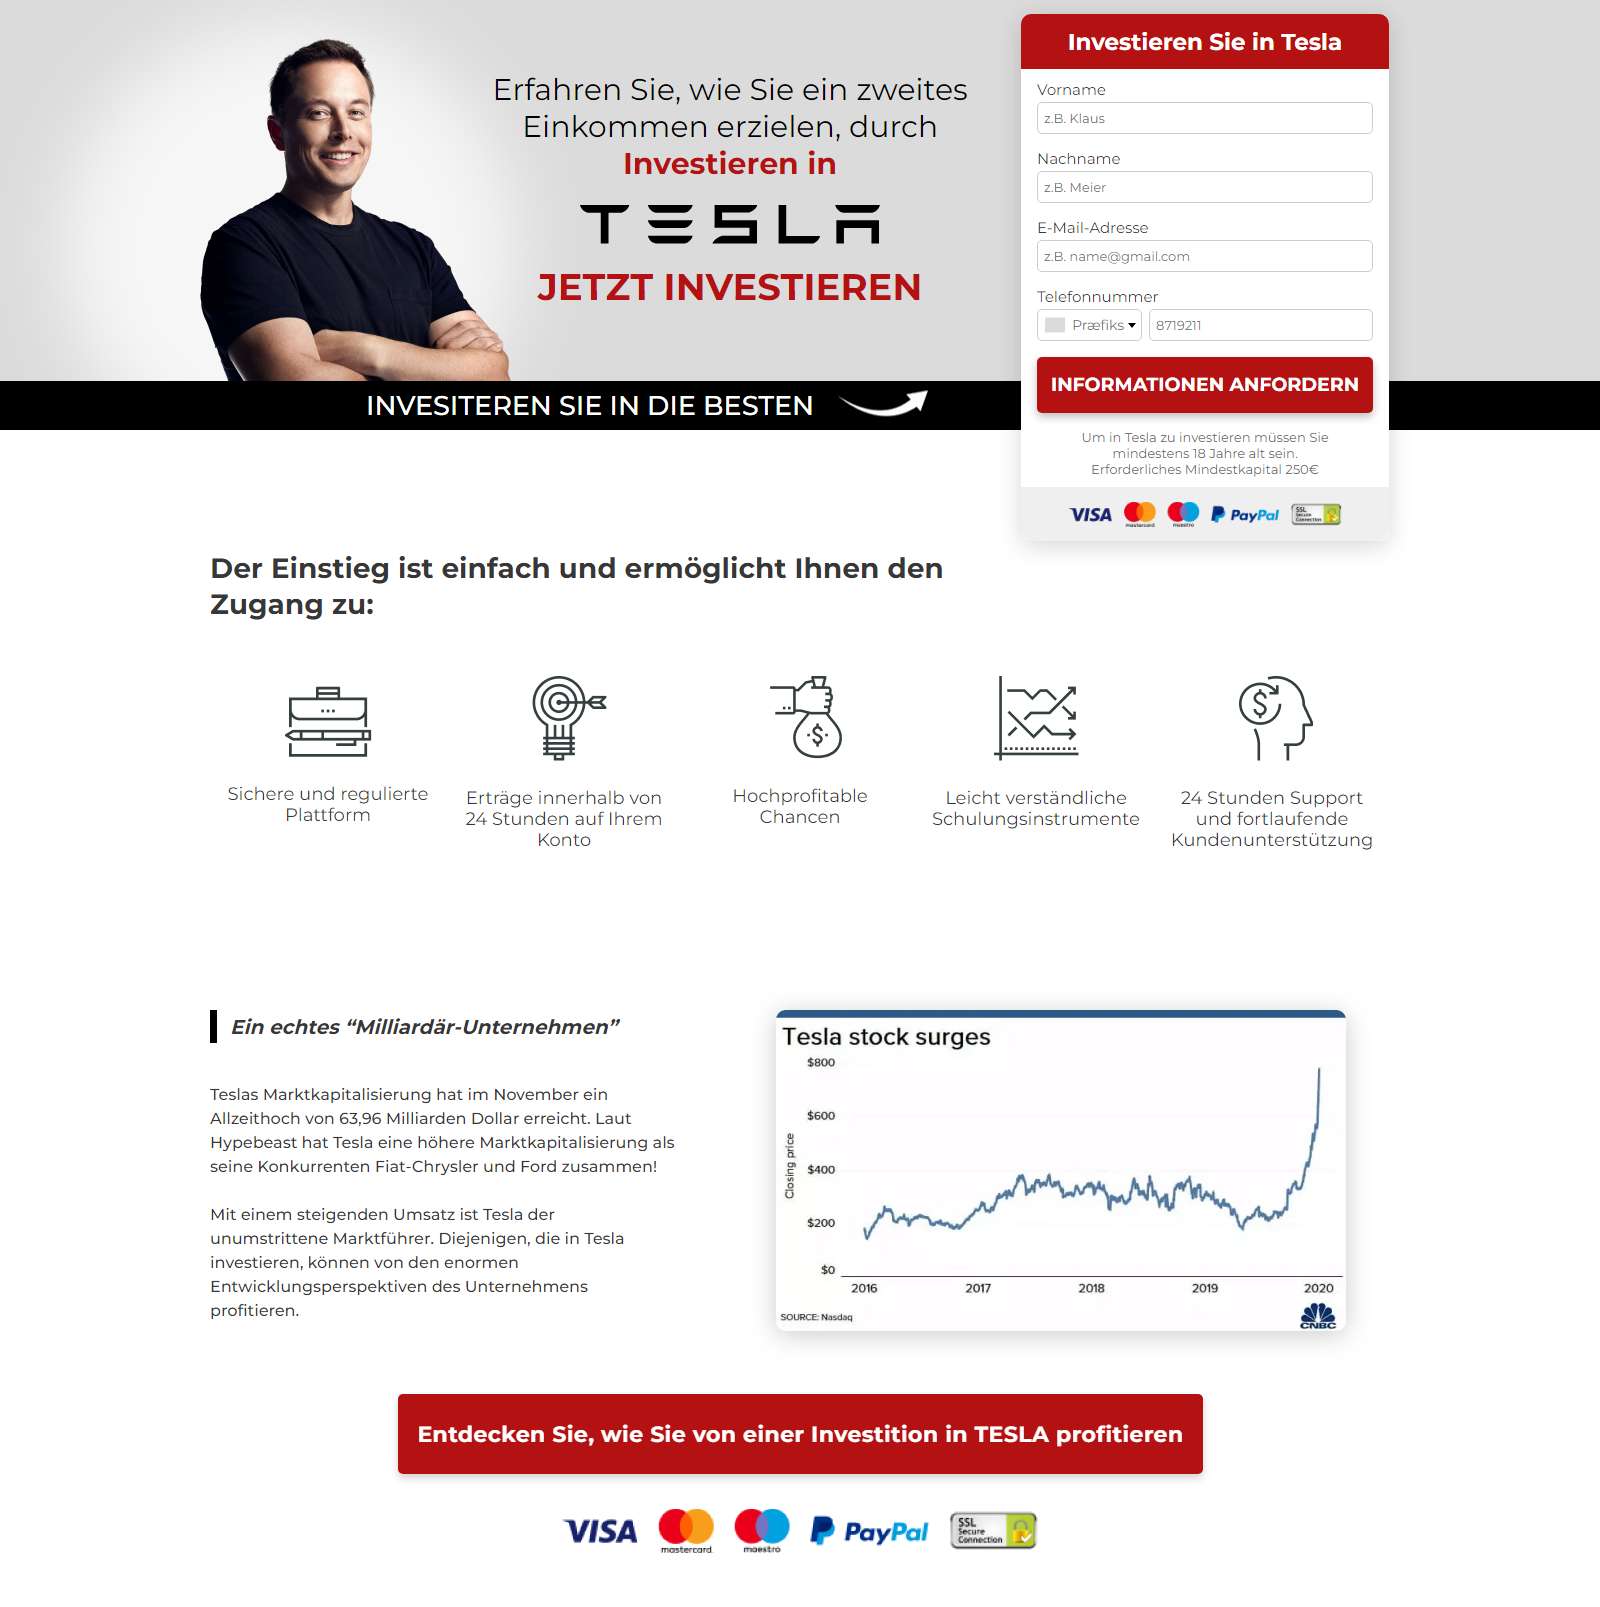 Erfahren Sie, wie Sie ein zweites
Einkommen erzielen, durch
Investieren in
TESLA
JETZT INVESTIEREN
INVESITEREN SIE IN DIE BESTEN
Investieren Sie in Tesla
Vorname
z.B. Klaus
Nachname
z.B. Meier
E-Mail-Adresse
z.B. name@gmail.com
Telefonnummer
Præfiks
8719211
INFORMATIONEN ANFORDERN
Um in Tesla zu investieren müssen Sie
mindestens 18 Jahre alt sein.
Erforderliches Mindestkapital 250€
VISA mastercard maestro PayPal SSL Secure Connection
Der Einstieg ist einfach und ermöglicht Ihnen den
Zugang zu:
Sichere und regulierte
Plattform
Erträge innerhalb von
24 Stunden auf Ihrem
Konto
Hochprofitable
Chancen
Leicht verständliche
Schulungsinstrumente
24 Stunden Support
und fortlaufende
Kundenunterstützung
Ein echtes “Milliardär-Unternehmen”
Teslas Marktkapitalisierung hat im November ein
Allzeithoch von 63,96 Milliarden Dollar erreicht. Laut
Hypebeast hat Tesla eine höhere Marktkapitalisierung als
seine Konkurrenten Fiat-Chrysler und Ford zusammen!
Mit einem steigenden Umsatz ist Tesla der
unumstrittene Marktführer. Diejenigen, die in Tesla
investieren, können von den enormen
Entwicklungsperspektiven des Unternehmens
profitieren.
Tesla stock surges
$800
$600
$400
$200
$0
Closing price
2016 2017 2018 2019 2020
SOURCE: Nasdaq
CNBC
Entdecken Sie, wie Sie von einer Investition in TESLA profitieren
VISA mastercard maestro PayPal SSL Secure Connection